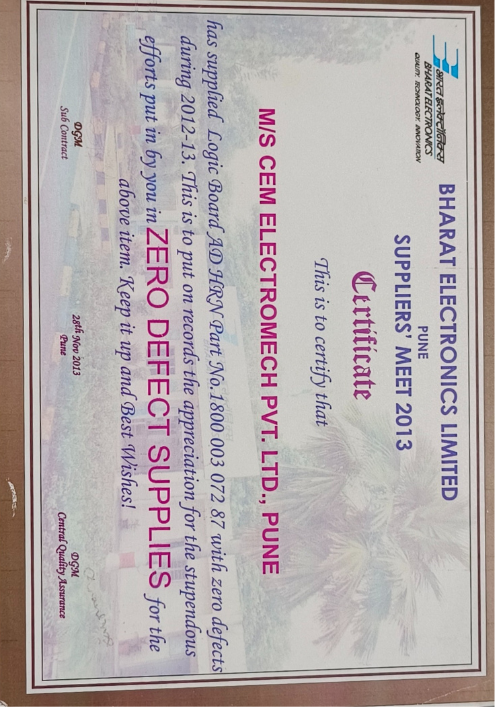 भारत इलेक्ट्रॉनिक्स
BHARAT ELECTRONICS
QUALITY. TECHNOLOGY. INNOVATION
BHARAT ELECTRONICS LIMITED
PUNE
SUPPLIERS' MEET 2013
Certificate
This is to certify that
M/S CEM ELECTROMECH PVT. LTD., PUNE
has supplied Logic Board AD HRN Part No.1800 003 072 87 with zero defects
during 2012-13. This is to put on records the appreciation for the stupendous
efforts put in by you in ZERO DEFECT SUPPLIES for the
above item. Keep it up and Best Wishes!
DGM
Sub Contract
28th Nov 2013
Pune
DGM
Central Quality Assurance